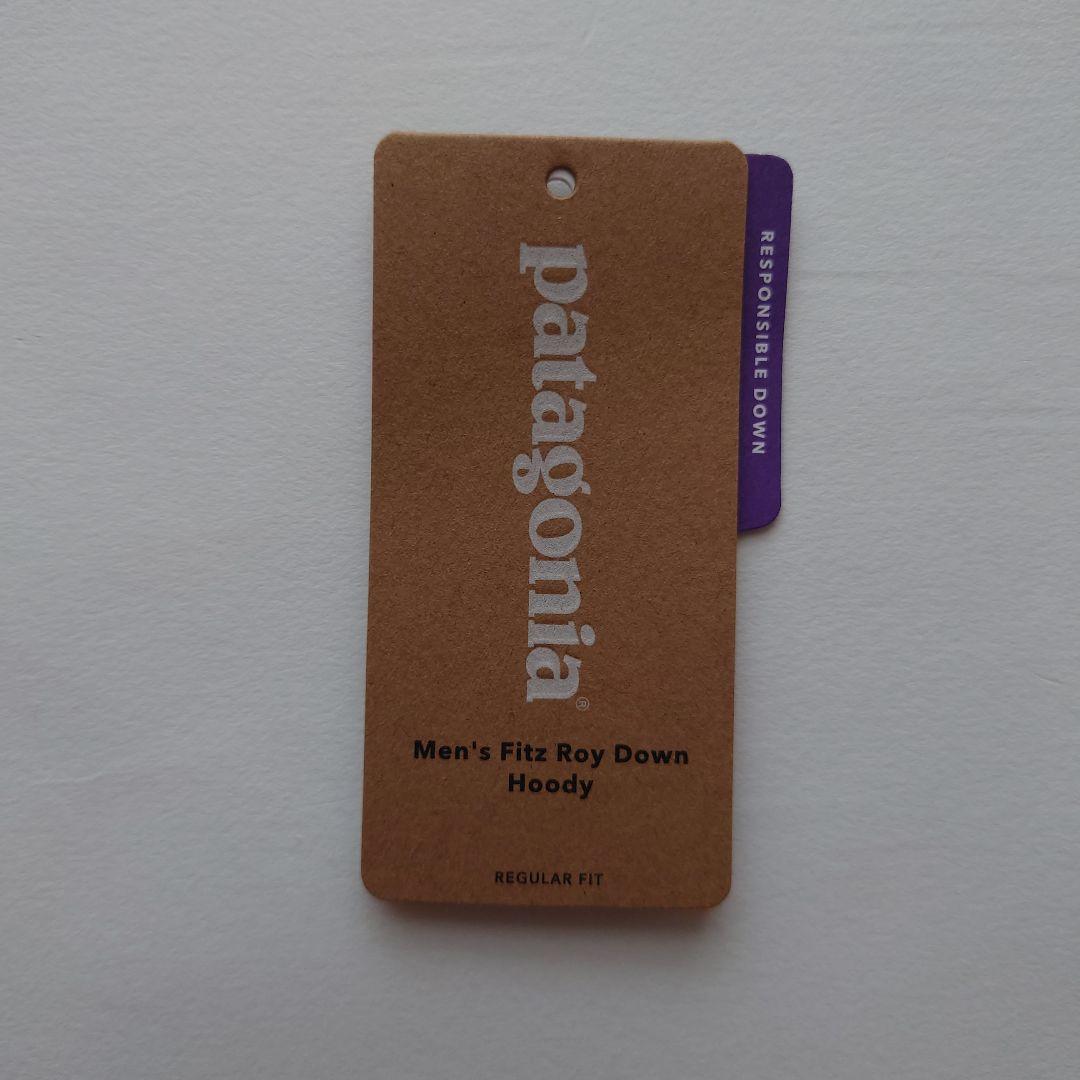 patagonia®
Men's Fitz Roy Down
Hoody
REGULAR FIT
RESPONSIBLE DOWN